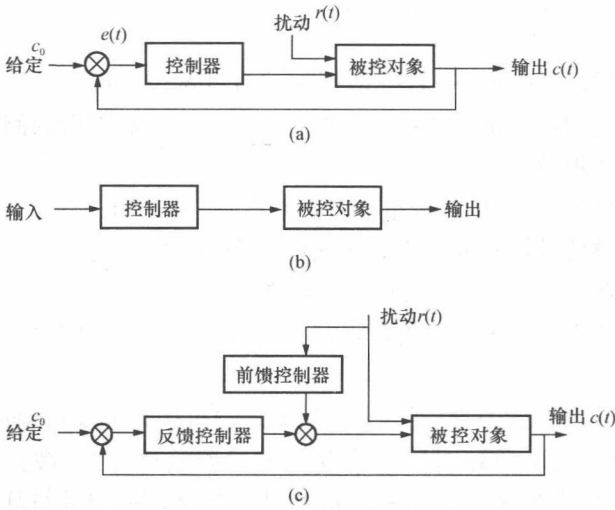 扰动 r(t)
c₀ e(t)
给定 控制器 被控对象 输出 c(t)
(a)
输入 控制器 被控对象 输出
(b)
扰动r(t)
前馈控制器
c₀ 输出 c(t)
给定 反馈控制器 被控对象
(c)